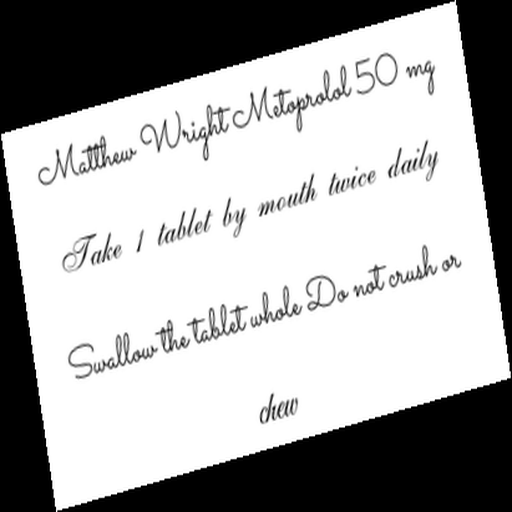 Matthew Wright Metoprolol 50 mg
Take 1 tablet by mouth twice daily
Swallow the tablet whole Do not crush or
chew